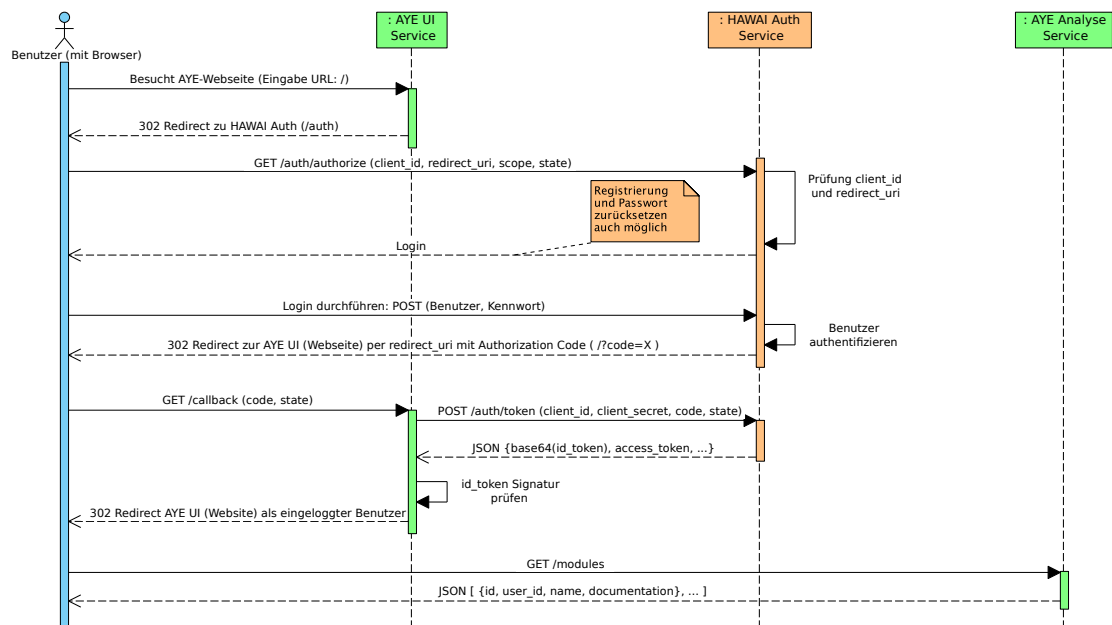 : AYE UI
Service
: HAWAI Auth
Service
: AYE Analyse
Service
Benutzer (mit Browser)
Besucht AYE-Webseite (Eingabe URL: /)
302 Redirect zu HAWAI Auth (/auth)
GET /auth/authorize (client_id, redirect_uri, scope, state)
Prüfung client_id
und redirect_uri
Registrierung
und Passwort
zurücksetzen
auch möglich
Login
Login durchführen: POST (Benutzer, Kennwort)
Benutzer
authentifizieren
302 Redirect zur AYE UI (Webseite) per redirect_uri mit Authorization Code ( /?code=X )
GET /callback (code, state)
POST /auth/token (client_id, client_secret, code, state)
JSON {base64(id_token), access_token, ...}
id_token Signatur
prüfen
302 Redirect AYE UI (Website) als eingeloggter Benutzer
GET /modules
JSON [ {id, user_id, name, documentation}, ... ]